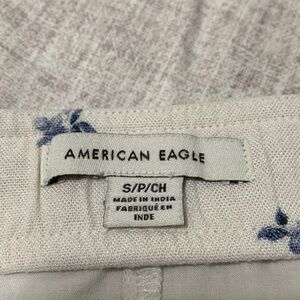 AMERICAN EAGLE
S/P/CH
MADE IN INDIA
FABRIQUÉ EN
INDE